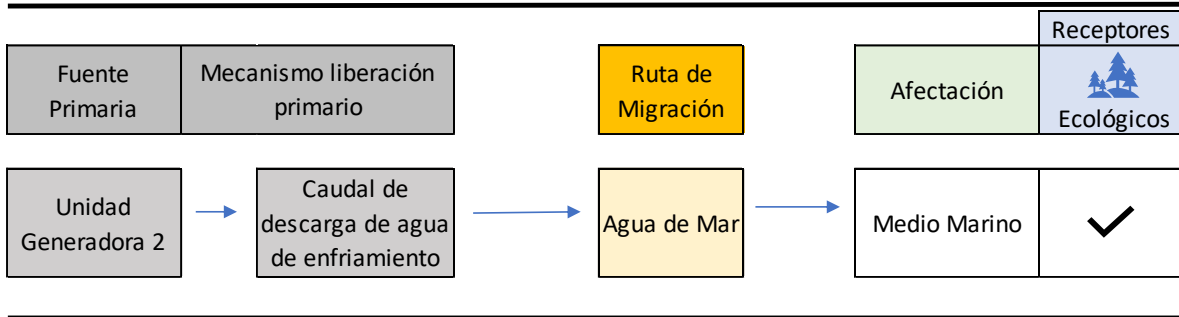 Receptores
Fuente
Primaria
Mecanismo liberación
primario
Ruta de
Migración
Afectación
Ecológicos
Unidad
Generadora 2
Caudal de
descarga de agua
de enfriamiento
Agua de Mar
Medio Marino